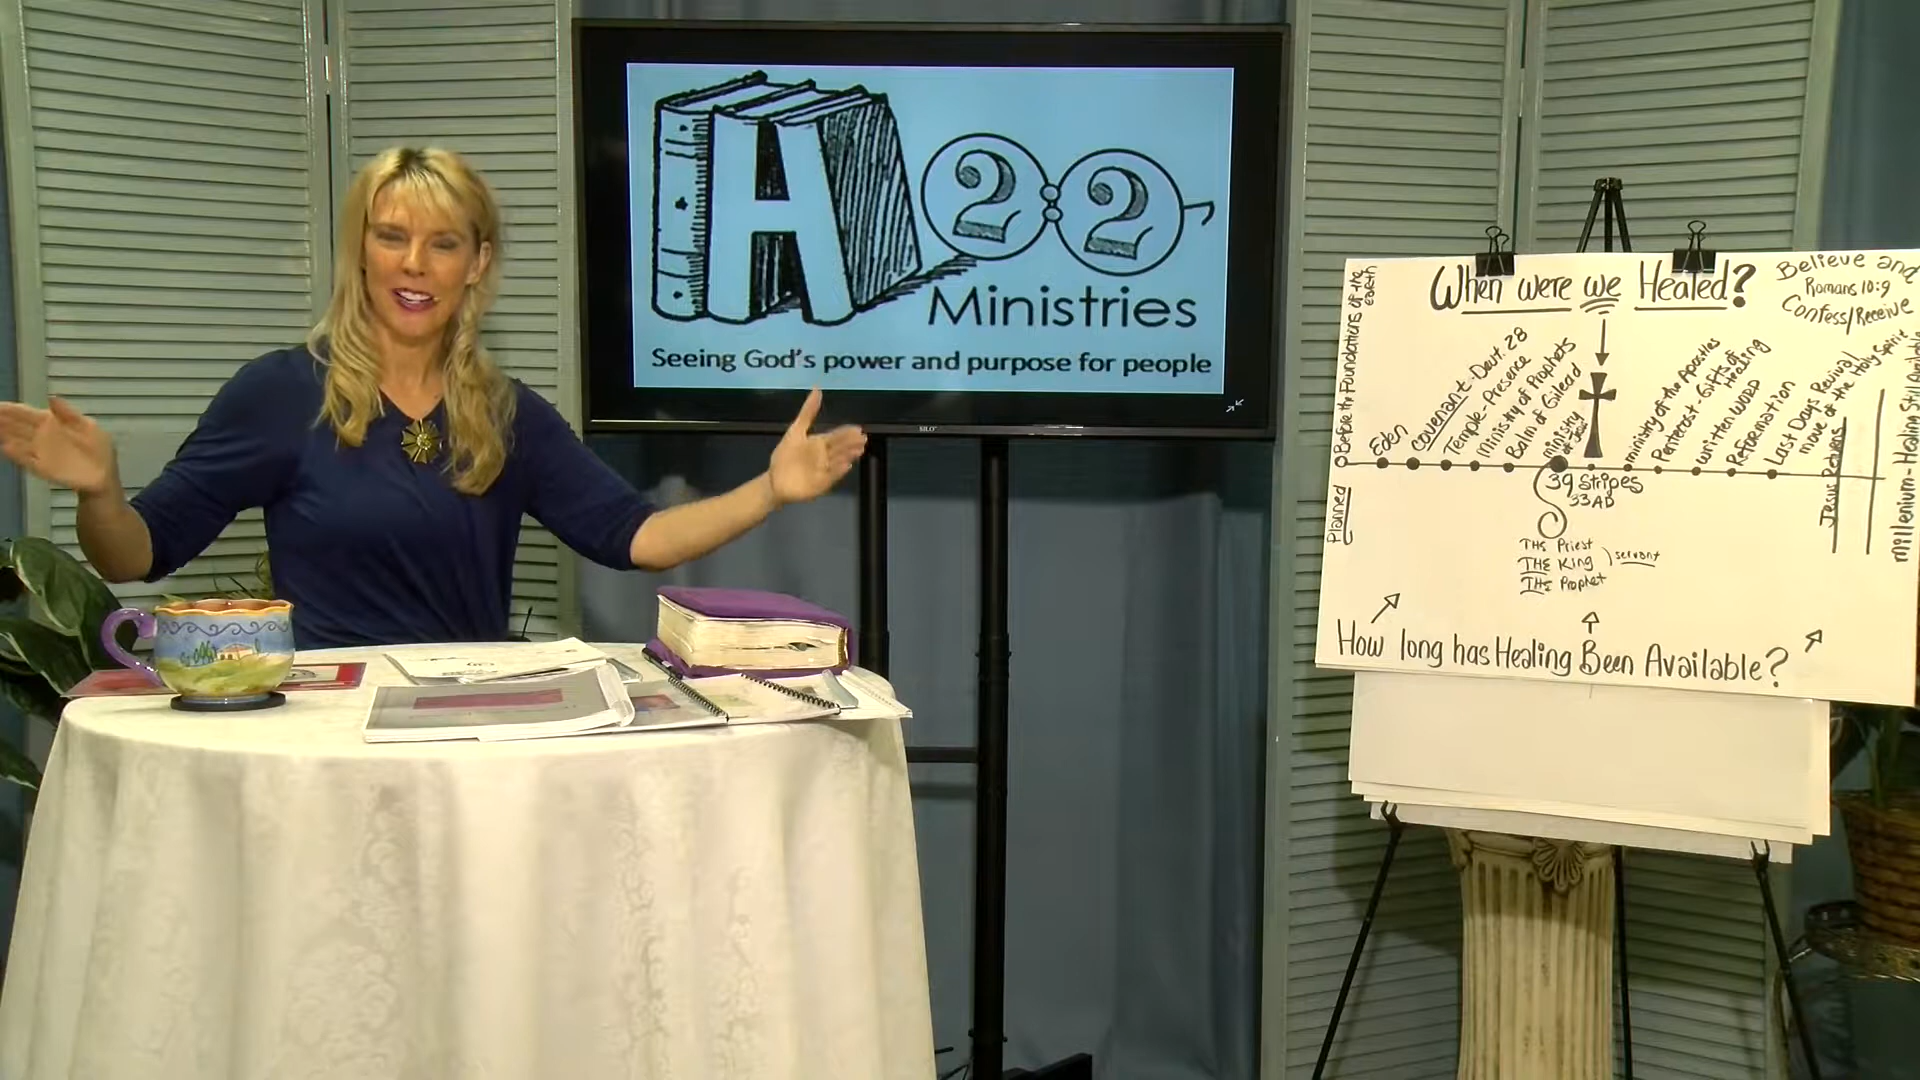 H22
Ministries
Seeing God's power and purpose for people
SILO
When were we Healed?
Believe and
Romans 10:9
Confess/Receive
Before the Foundations of the
Earth
Eden
Covenant - Deut. 28
Temple - Presence
Ministry of Prophets
Balm of Gilead
ministry
ministry of the Apostles
Pentecost - Gifts of
Healing
written WORD
Reformation
Last Days Revival
move of the Holy Spirit
Jesus Returns
Millenium - Healing Still Available
Planned
39 Stripes
33 AD
THE Priest
THE King
THE Prophet
servant
How long has Healing Been Available?